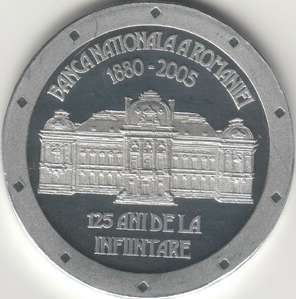 BANCA NATIONALA A ROMANIEI
1880-2005
125 ANI DE LA
INFIINTARE